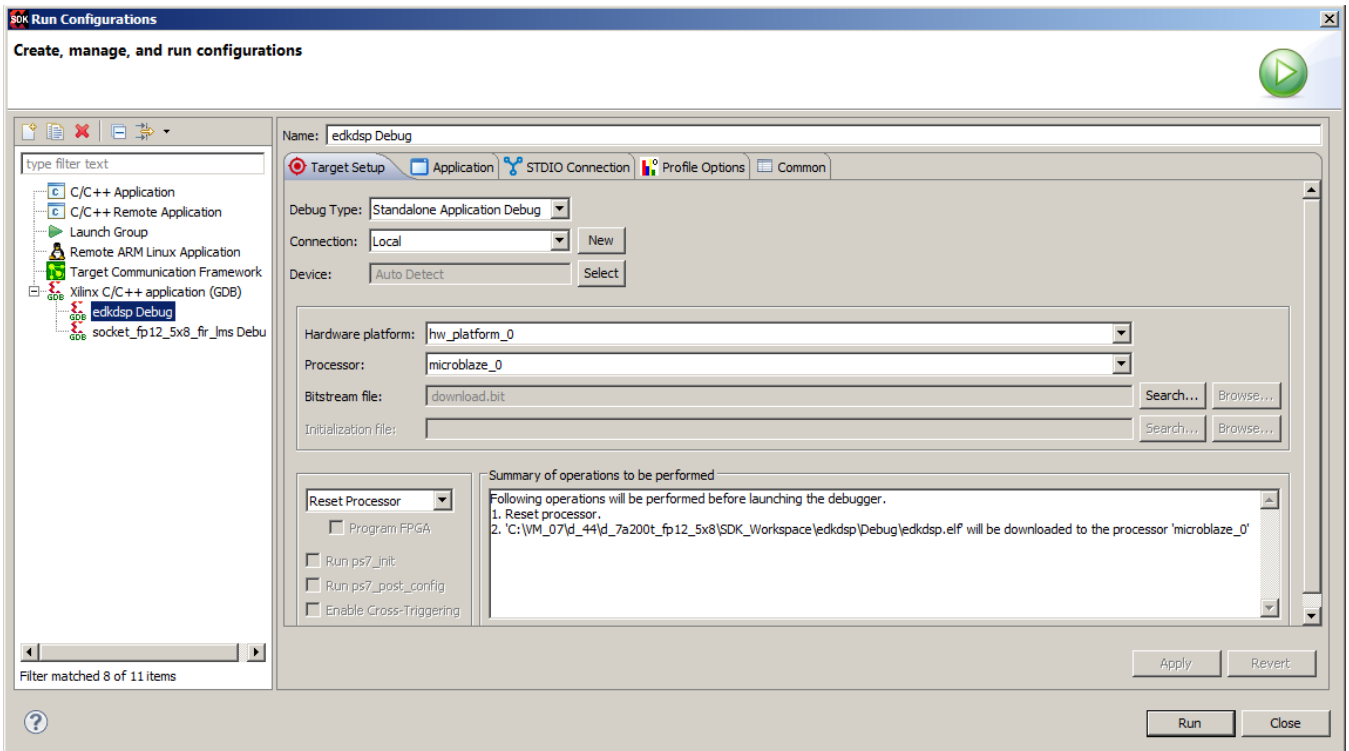 SDK Run Configurations
Create, manage, and run configurations
Name: edkdsp Debug
type filter text
C/C++ Application
C/C++ Remote Application
Launch Group
Remote ARM Linux Application
Target Communication Framework
GDB Xilinx C/C++ application (GDB)
GDB edkdsp Debug
GDB socket_fp12_5x8_fir_lms Debu
Filter matched 8 of 11 items
Target Setup Application STDIO Connection Profile Options Common
Debug Type: Standalone Application Debug
Connection: Local New
Device: Auto Detect Select
Hardware platform: hw_platform_0
Processor: microblaze_0
Bitstream file: download.bit Search... Browse...
Initialization file: Search... Browse...
Reset Processor
Program FPGA
Run ps7_init
Run ps7_post_config
Enable Cross-Triggering
Summary of operations to be performed
Following operations will be performed before launching the debugger.
1. Reset processor.
2. 'C:\VM_07\d_44\d_7a200t_fp12_5x8\SDK_Workspace\edkdsp\Debug\edkdsp.elf' will be downloaded to the processor 'microblaze_0'
Apply Revert
? Run Close